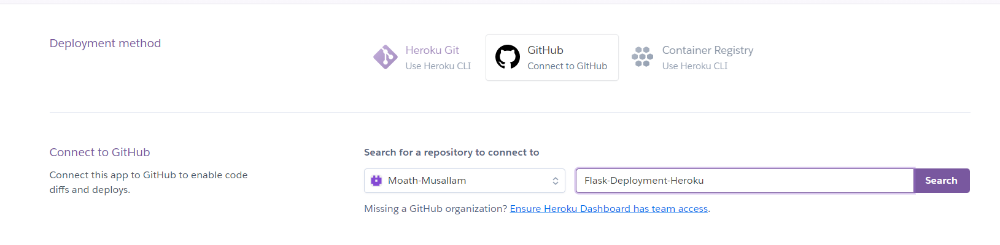 Deployment method
Heroku Git
Use Heroku CLI
GitHub
Connect to GitHub
Container Registry
Use Heroku CLI
Connect to GitHub
Connect this app to GitHub to enable code
diffs and deploys.
Search for a repository to connect to
Moath-Musallam
Flask-Deployment-Heroku
Search
Missing a GitHub organization? Ensure Heroku Dashboard has team access.